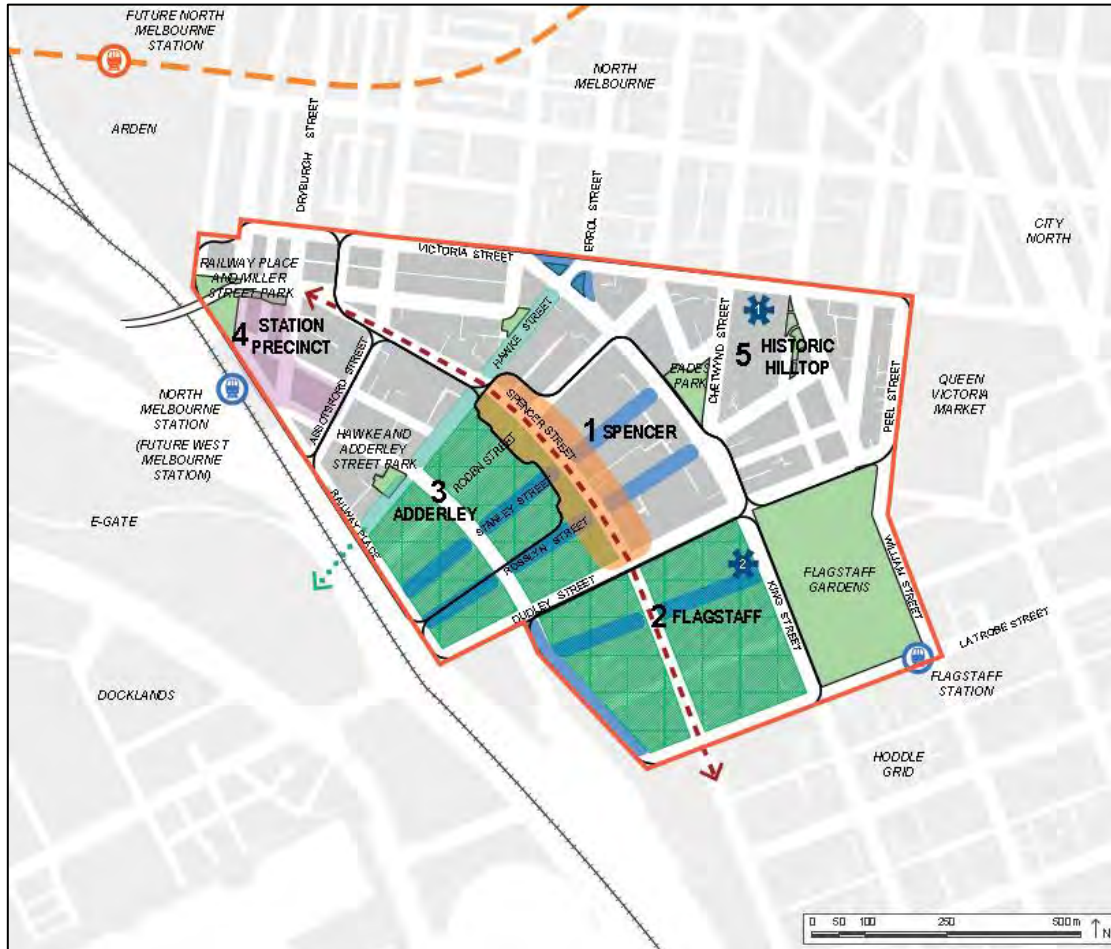 FUTURE NORTH
MELBOURNE
STATION
NORTH
MELBOURNE
ARDEN
DRYBURGH STREET
ERROL STREET
CITY
NORTH
VICTORIA STREET
RAILWAY PLACE
AND MILLER
STREET PARK
HAWKE STREET
CHETWYND STREET
1
4 STATION
PRECINCT
5 HISTORIC
HILLTOP
EADES
PARK
PEEL STREET
QUEEN
VICTORIA
MARKET
ABBOTSFORD STREET
NORTH
MELBOURNE
STATION
(FUTURE WEST
MELBOURNE
STATION)
SPENCER STREET
1 SPENCER
HAWKE AND
ADDERLEY
STREET PARK
RODEN STREET
3
ADDERLEY
STANLEY STREET
ROSSLYN STREET
RAILWAY PLACE
E-GATE
2
DUDLEY STREET
KING STREET
FLAGSTAFF
GARDENS
WILLIAM STREET
2 FLAGSTAFF
LATROBE STREET
FLAGSTAFF
STATION
DOCKLANDS
HODDLE
GRID
0 50 100 250 500 m
N